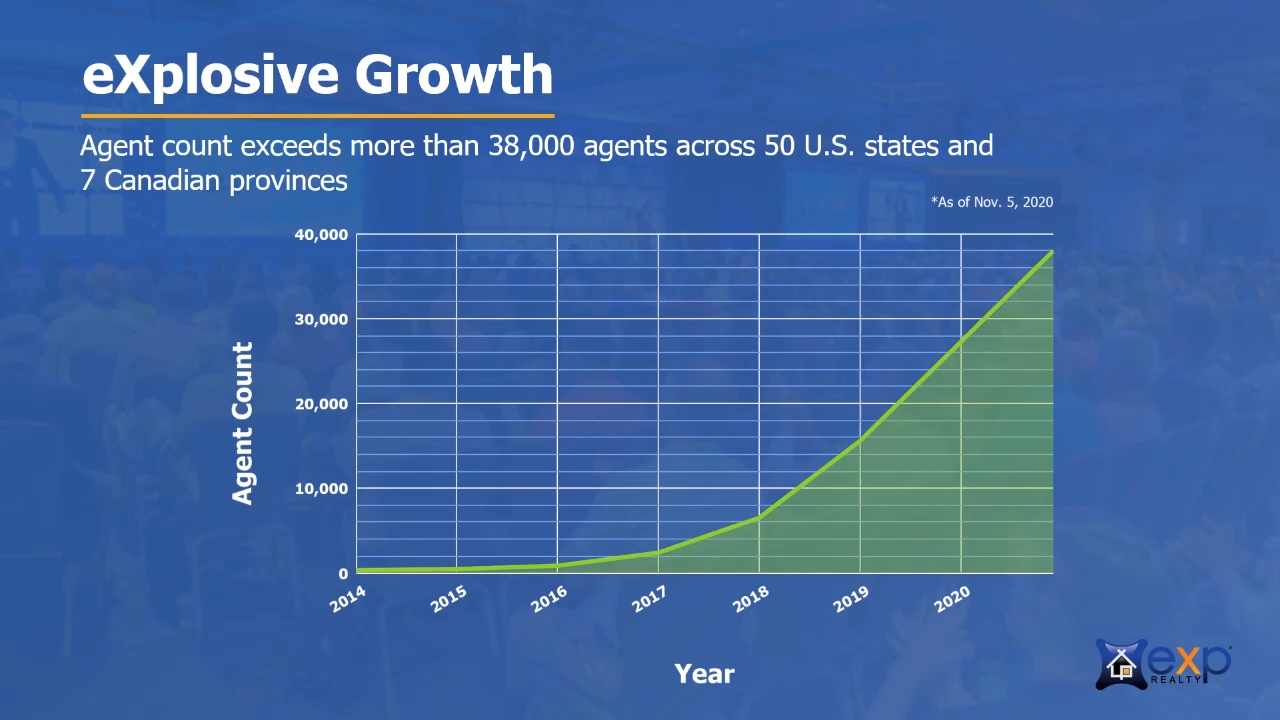 eXplosive Growth
Agent count exceeds more than 38,000 agents across 50 U.S. states and
7 Canadian provinces
*As of Nov. 5, 2020
40,000
30,000
20,000
10,000
0
Agent Count
2014
2015
2016
2017
2018
2019
2020
Year
exp
REALTY